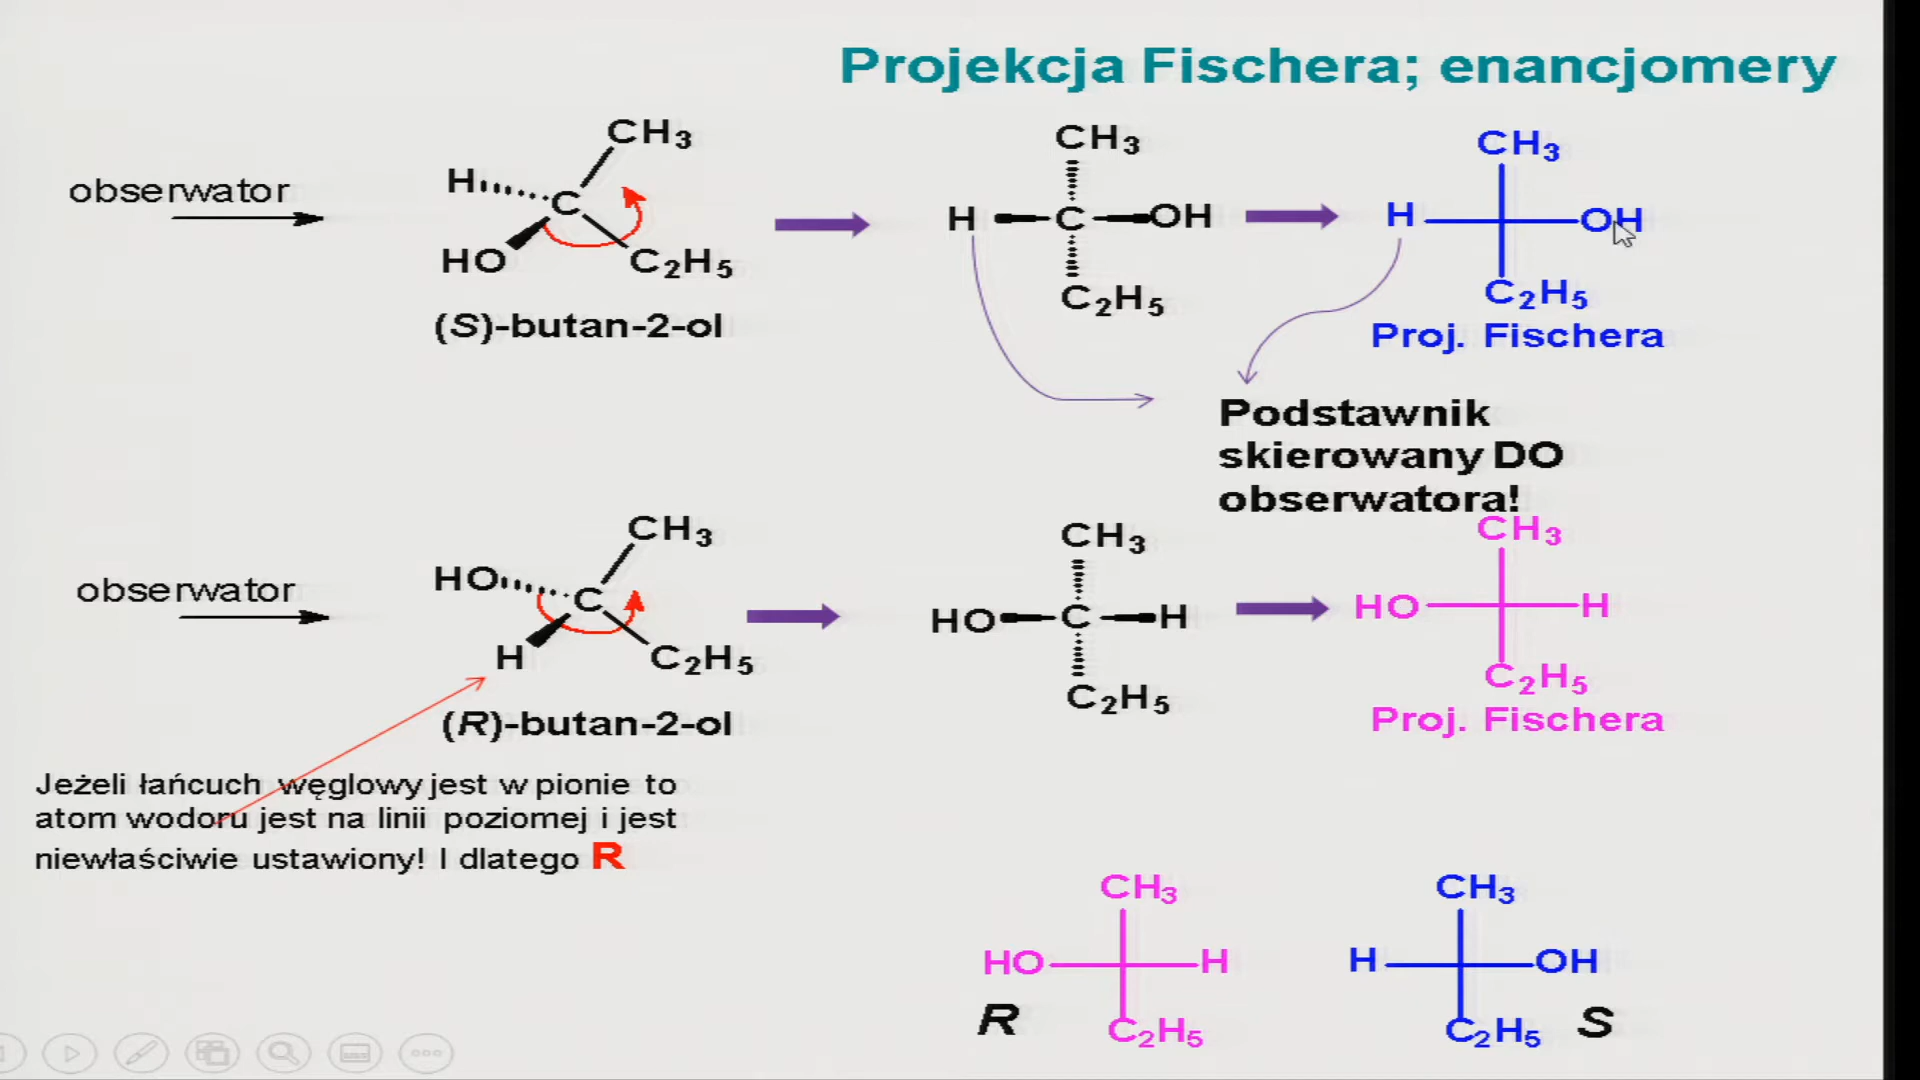 Projekcja Fischera; enancjomery
obserwator
CH3
H
C
HO
C2H5
(S)-butan-2-ol
CH3
H
C
OH
C2H5
CH3
H
OH
C2H5
Proj. Fischera
Podstawnik
skierowany DO
obserwatora!
obserwator
CH3
HO
C
H
C2H5
(R)-butan-2-ol
CH3
HO
C
H
C2H5
CH3
HO
H
C2H5
Proj. Fischera
Jeżeli łańcuch węglowy jest w pionie to
atom wodoru jest na linii poziomej i jest
niewłaściwie ustawiony! I dlatego R
CH3
HO
H
C2H5
R
CH3
H
OH
C2H5
S